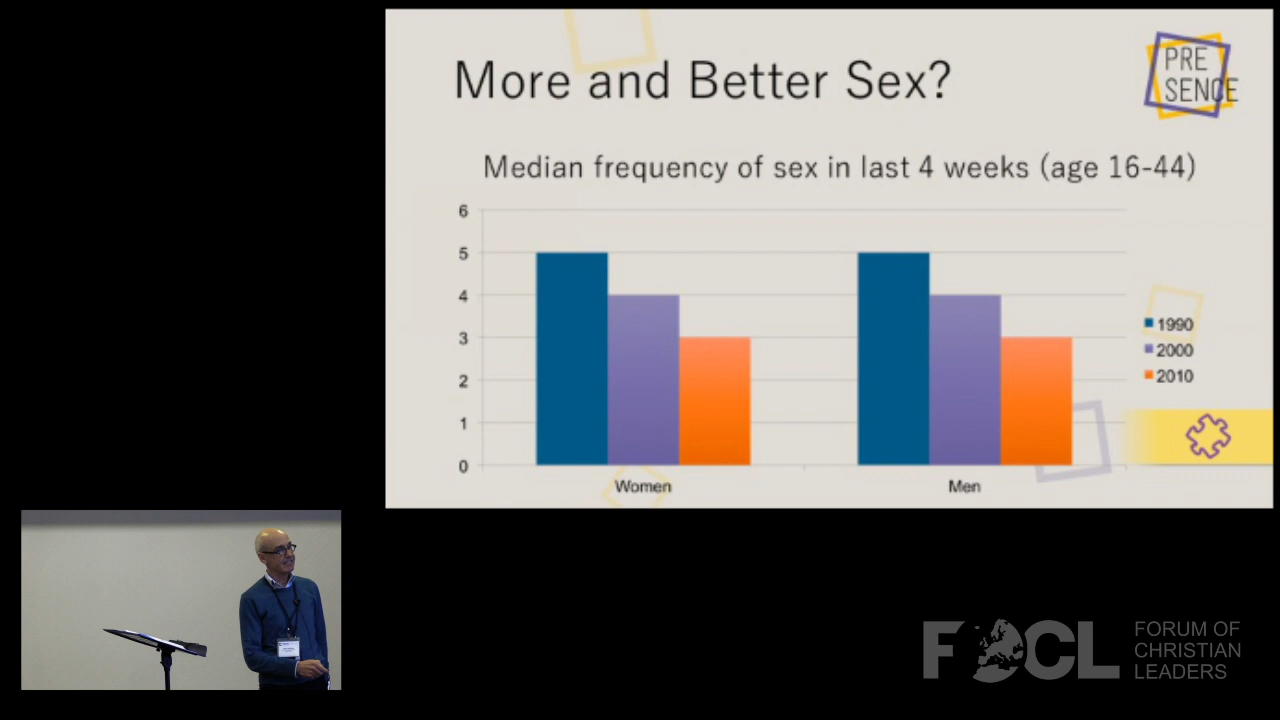 More and Better Sex?
PRE
SENCE
Median frequency of sex in last 4 weeks (age 16-44)
6
5
4
3
2
1
0
Women
Men
1990
2000
2010
FOCL
FORUM OF
CHRISTIAN
LEADERS